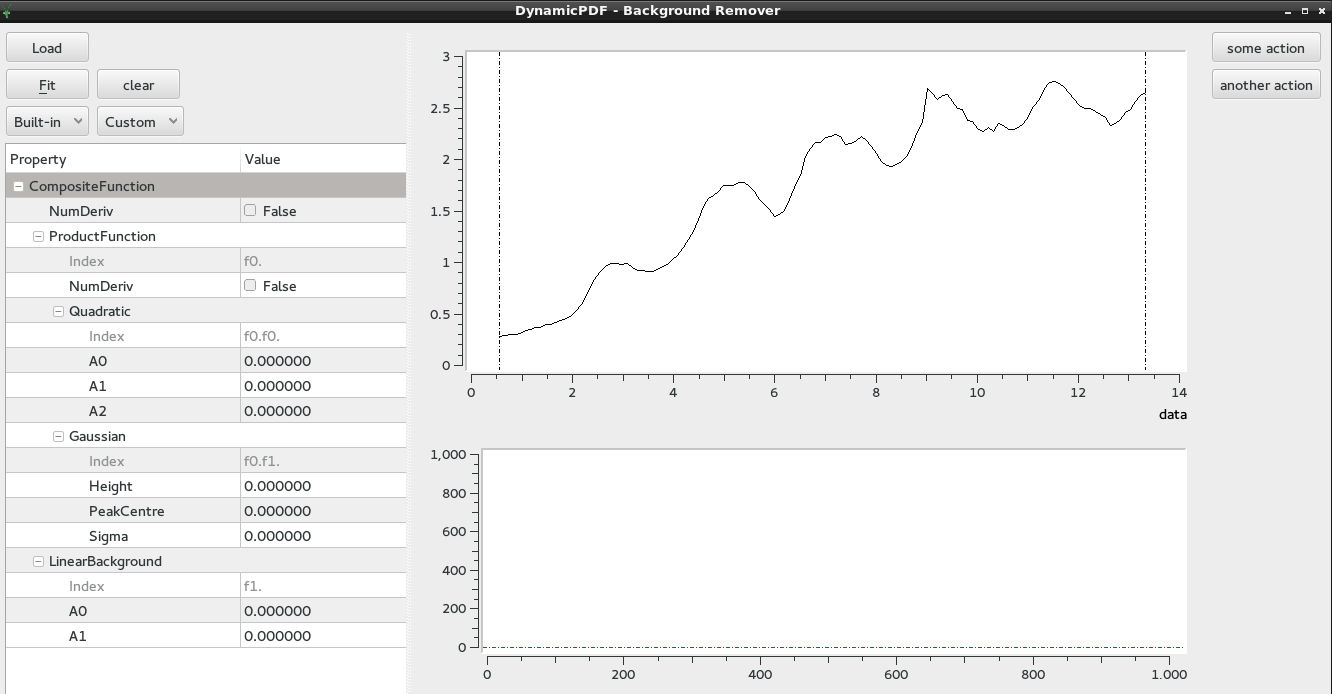 DynamicPDF - Background Remover
Load
Fit clear
Built-in Custom
Property Value
CompositeFunction
NumDeriv False
ProductFunction
Index f0.
NumDeriv False
Quadratic
Index f0.f0.
A0 0.000000
A1 0.000000
A2 0.000000
Gaussian
Index f0.f1.
Height 0.000000
PeakCentre 0.000000
Sigma 0.000000
LinearBackground
Index f1.
A0 0.000000
A1 0.000000
3
2.5
2
1.5
1
0.5
0
0 2 4 6 8 10 12 14
data
1,000
800
600
400
200
0
0 200 400 600 800 1.000
some action
another action